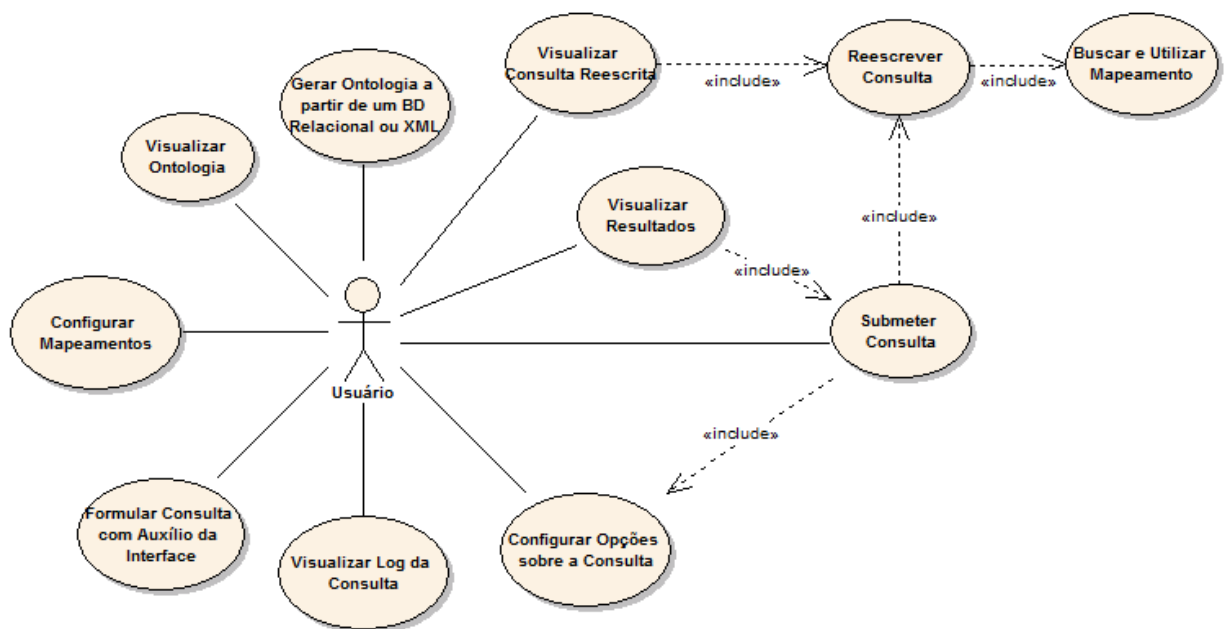 Visualizar
Consulta Reescrita
«include»
Reescrever
Consulta
«include»
Buscar e Utilizar
Mapeamento
Gerar Ontologia a
partir de um BD
Relacional ou XML
Visualizar
Ontologia
Visualizar
Resultados
«include»
«include»
Configurar
Mapeamentos
Submeter
Consulta
Usuário
«include»
Formular Consulta
com Auxílio da
Interface
Visualizar Log da
Consulta
Configurar Opções
sobre a Consulta